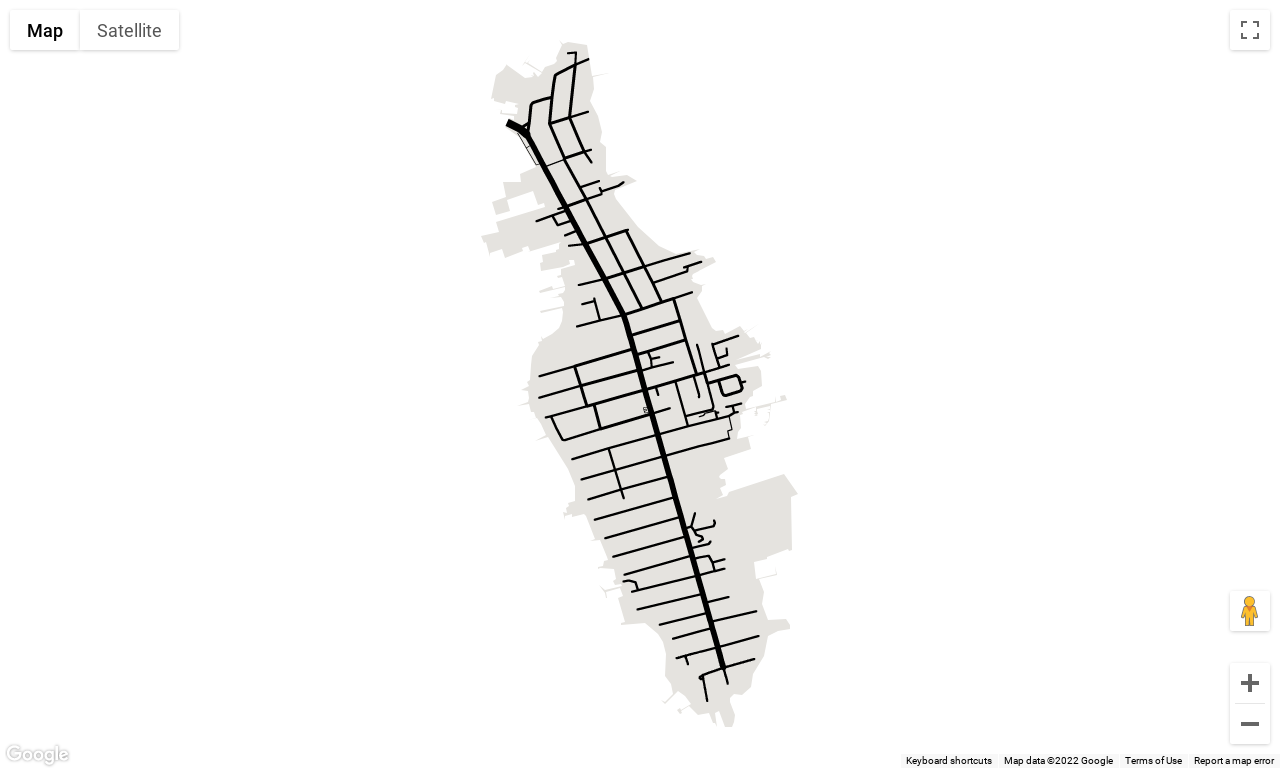 Map
Satellite
Google
Keyboard shortcuts
Map data ©2022 Google
Terms of Use
Report a map error